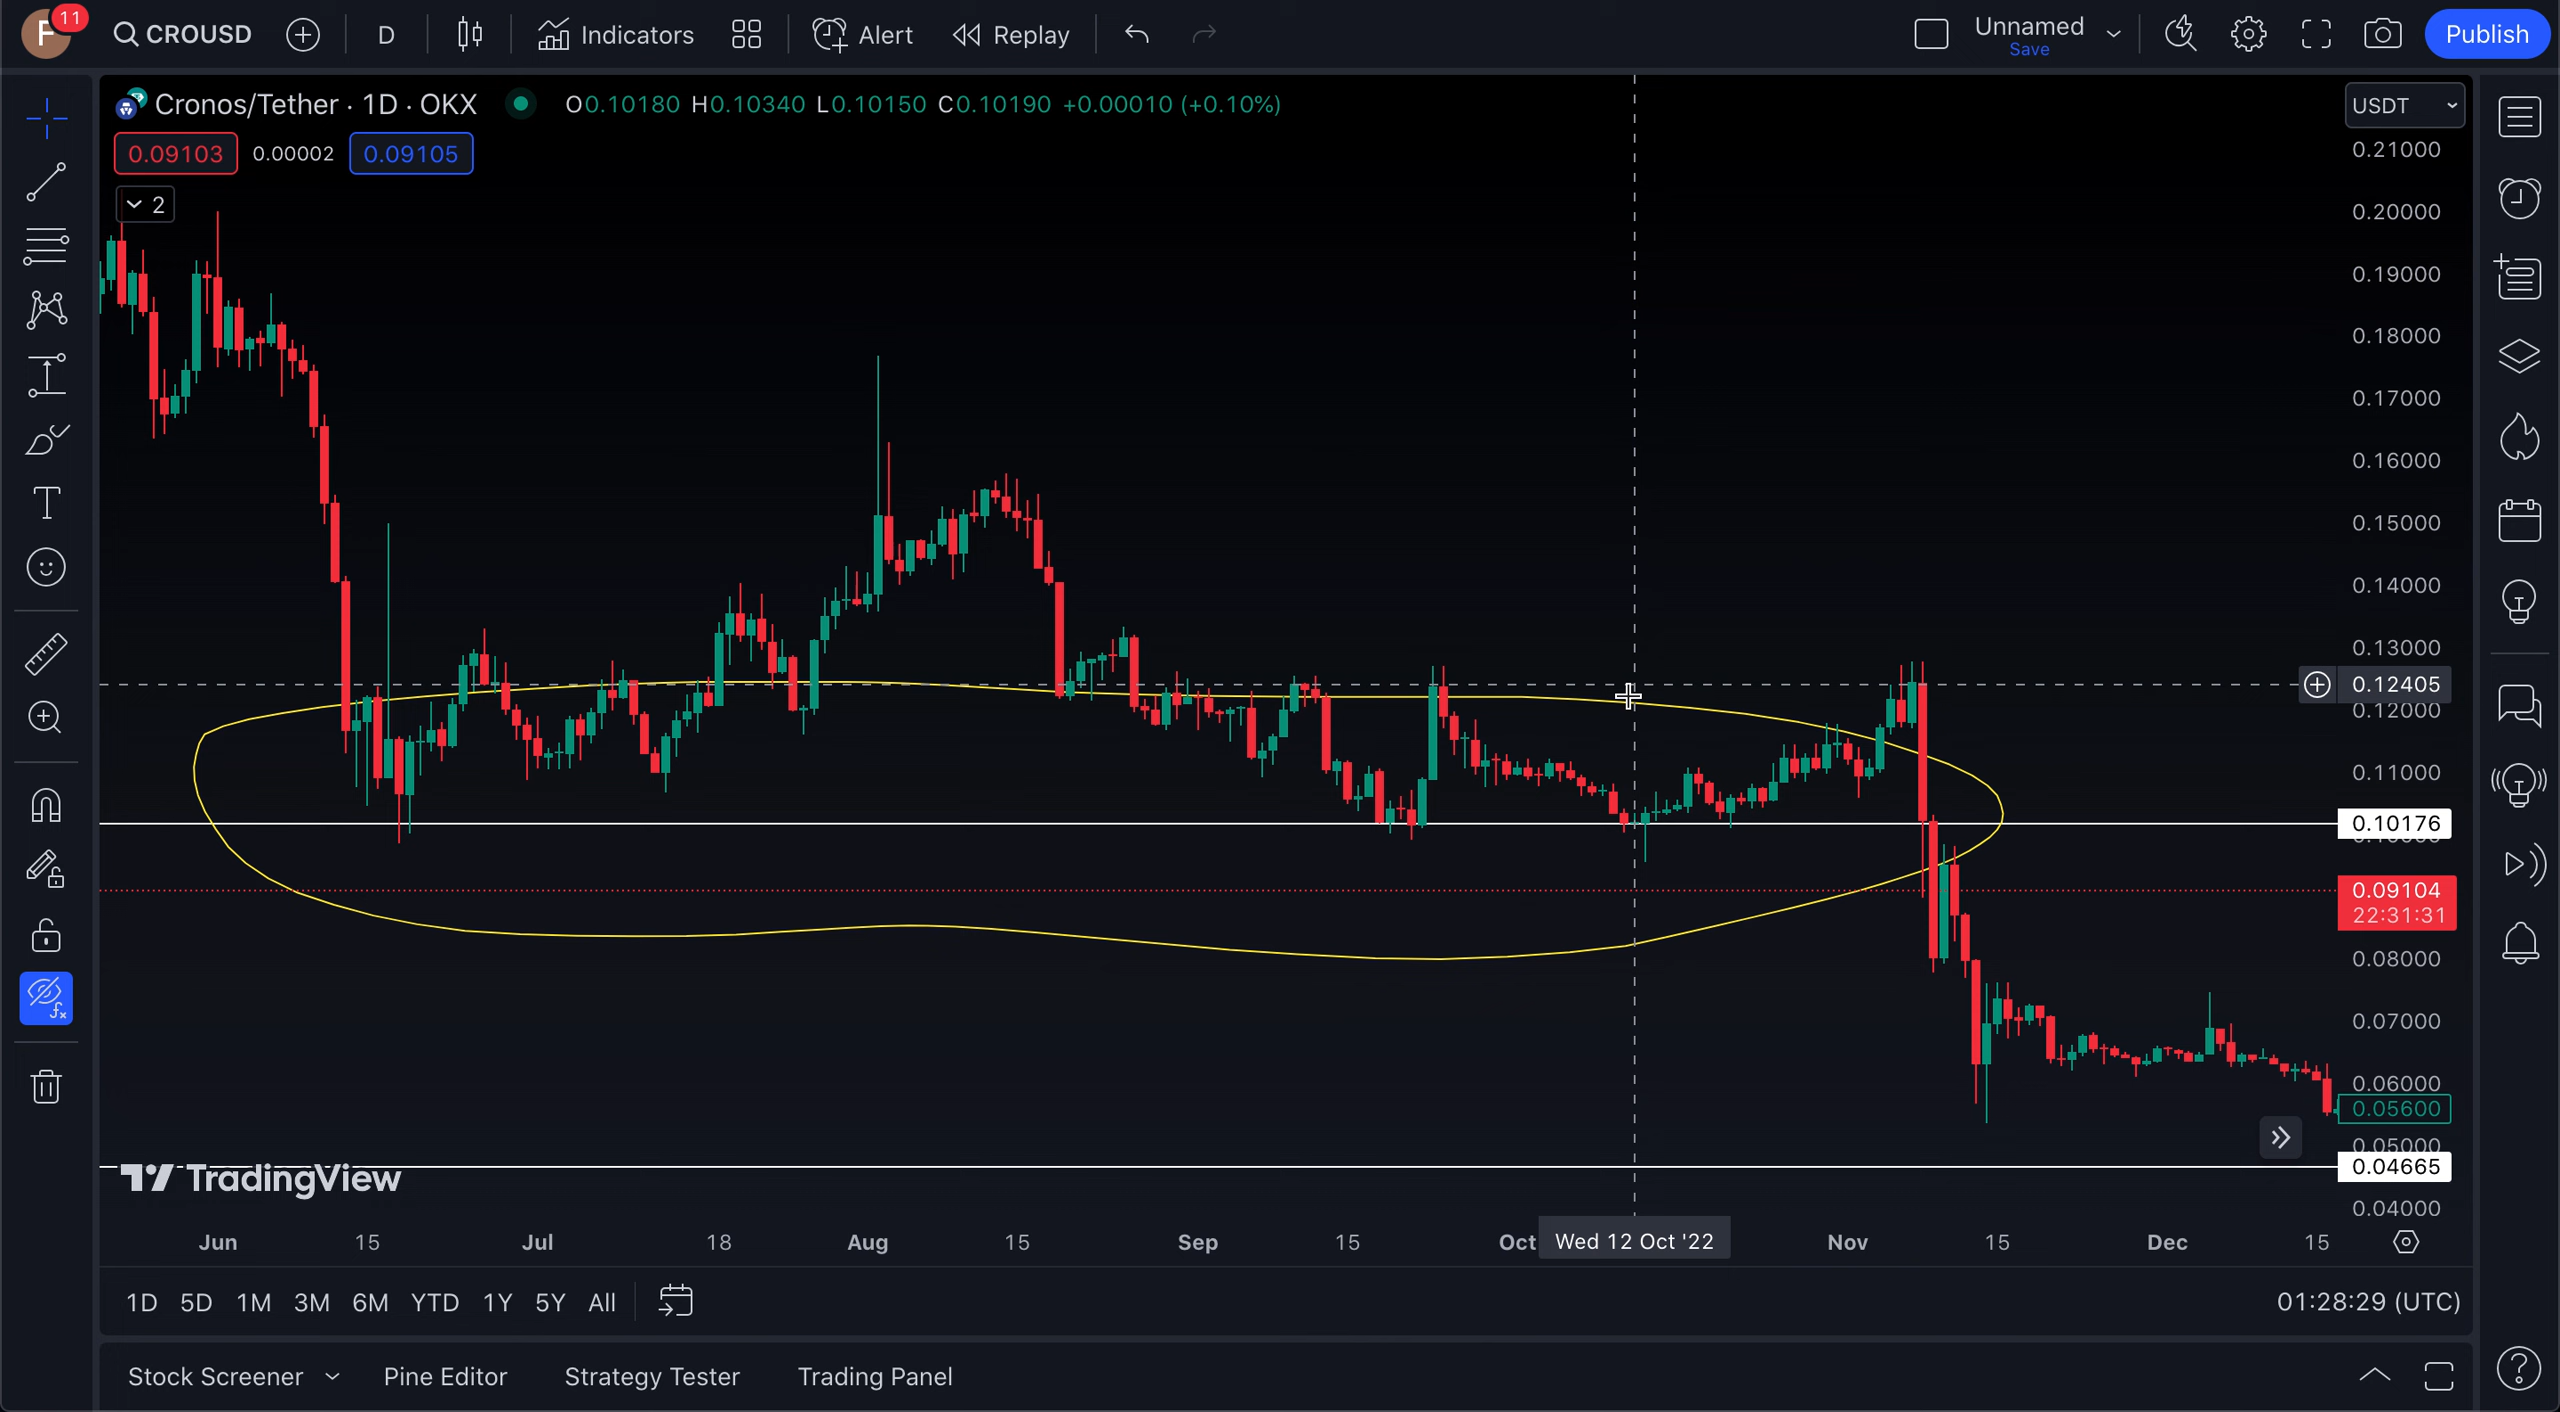 F
11
CROUSD
D
Indicators
Alert
Replay
Unnamed
Save
Publish
Cronos/Tether · 1D · OKX
O0.10180 H0.10340 L0.10150 C0.10190 +0.00010 (+0.10%)
USDT
0.09103
0.00002
0.09105
2
0.21000
0.20000
0.19000
0.18000
0.17000
0.16000
0.15000
0.14000
0.13000
0.12405
0.12000
0.11000
0.10176
0.09104
22:31:31
0.08000
0.07000
0.06000
0.05600
0.05000
0.04665
0.04000
TradingView
Jun 15 Jul 18 Aug 15 Sep 15 Oct Wed 12 Oct '22 Nov 15 Dec 15
1D 5D 1M 3M 6M YTD 1Y 5Y All
01:28:29 (UTC)
Stock Screener
Pine Editor
Strategy Tester
Trading Panel